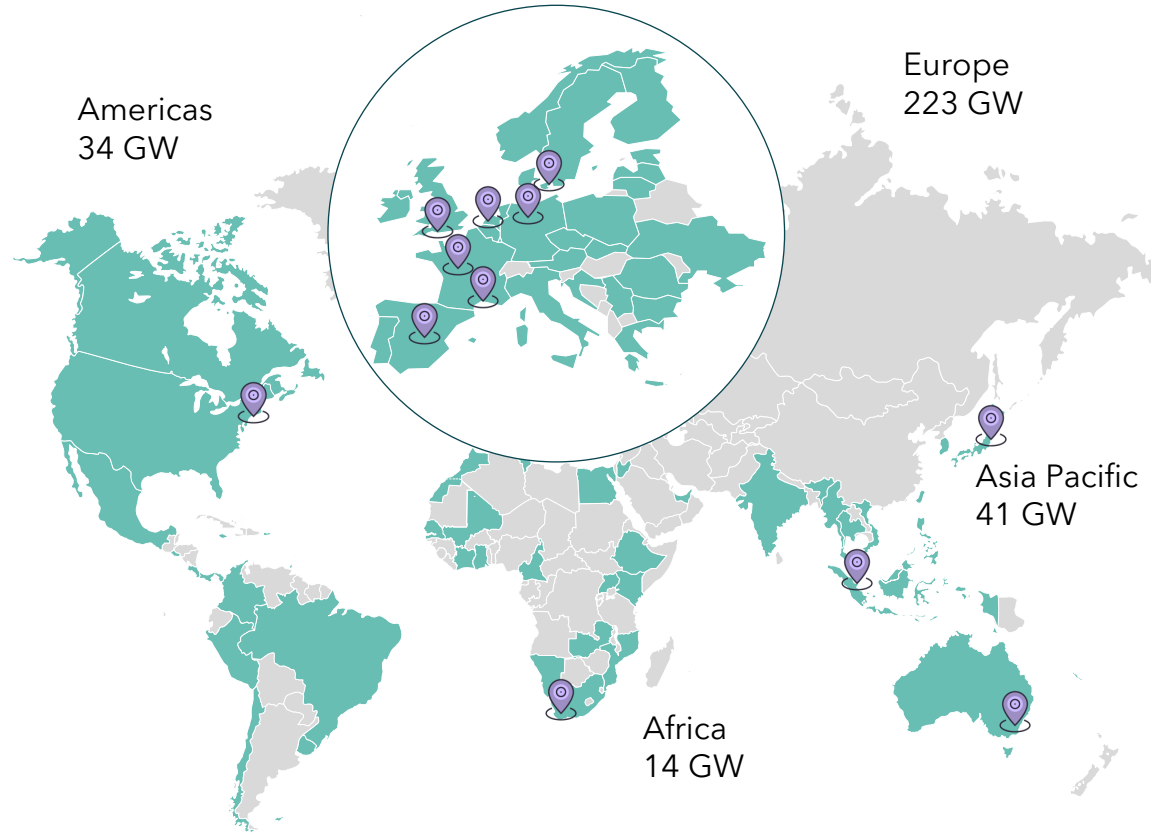 Americas
34 GW
Europe
223 GW
Asia Pacific
41 GW
Africa
14 GW